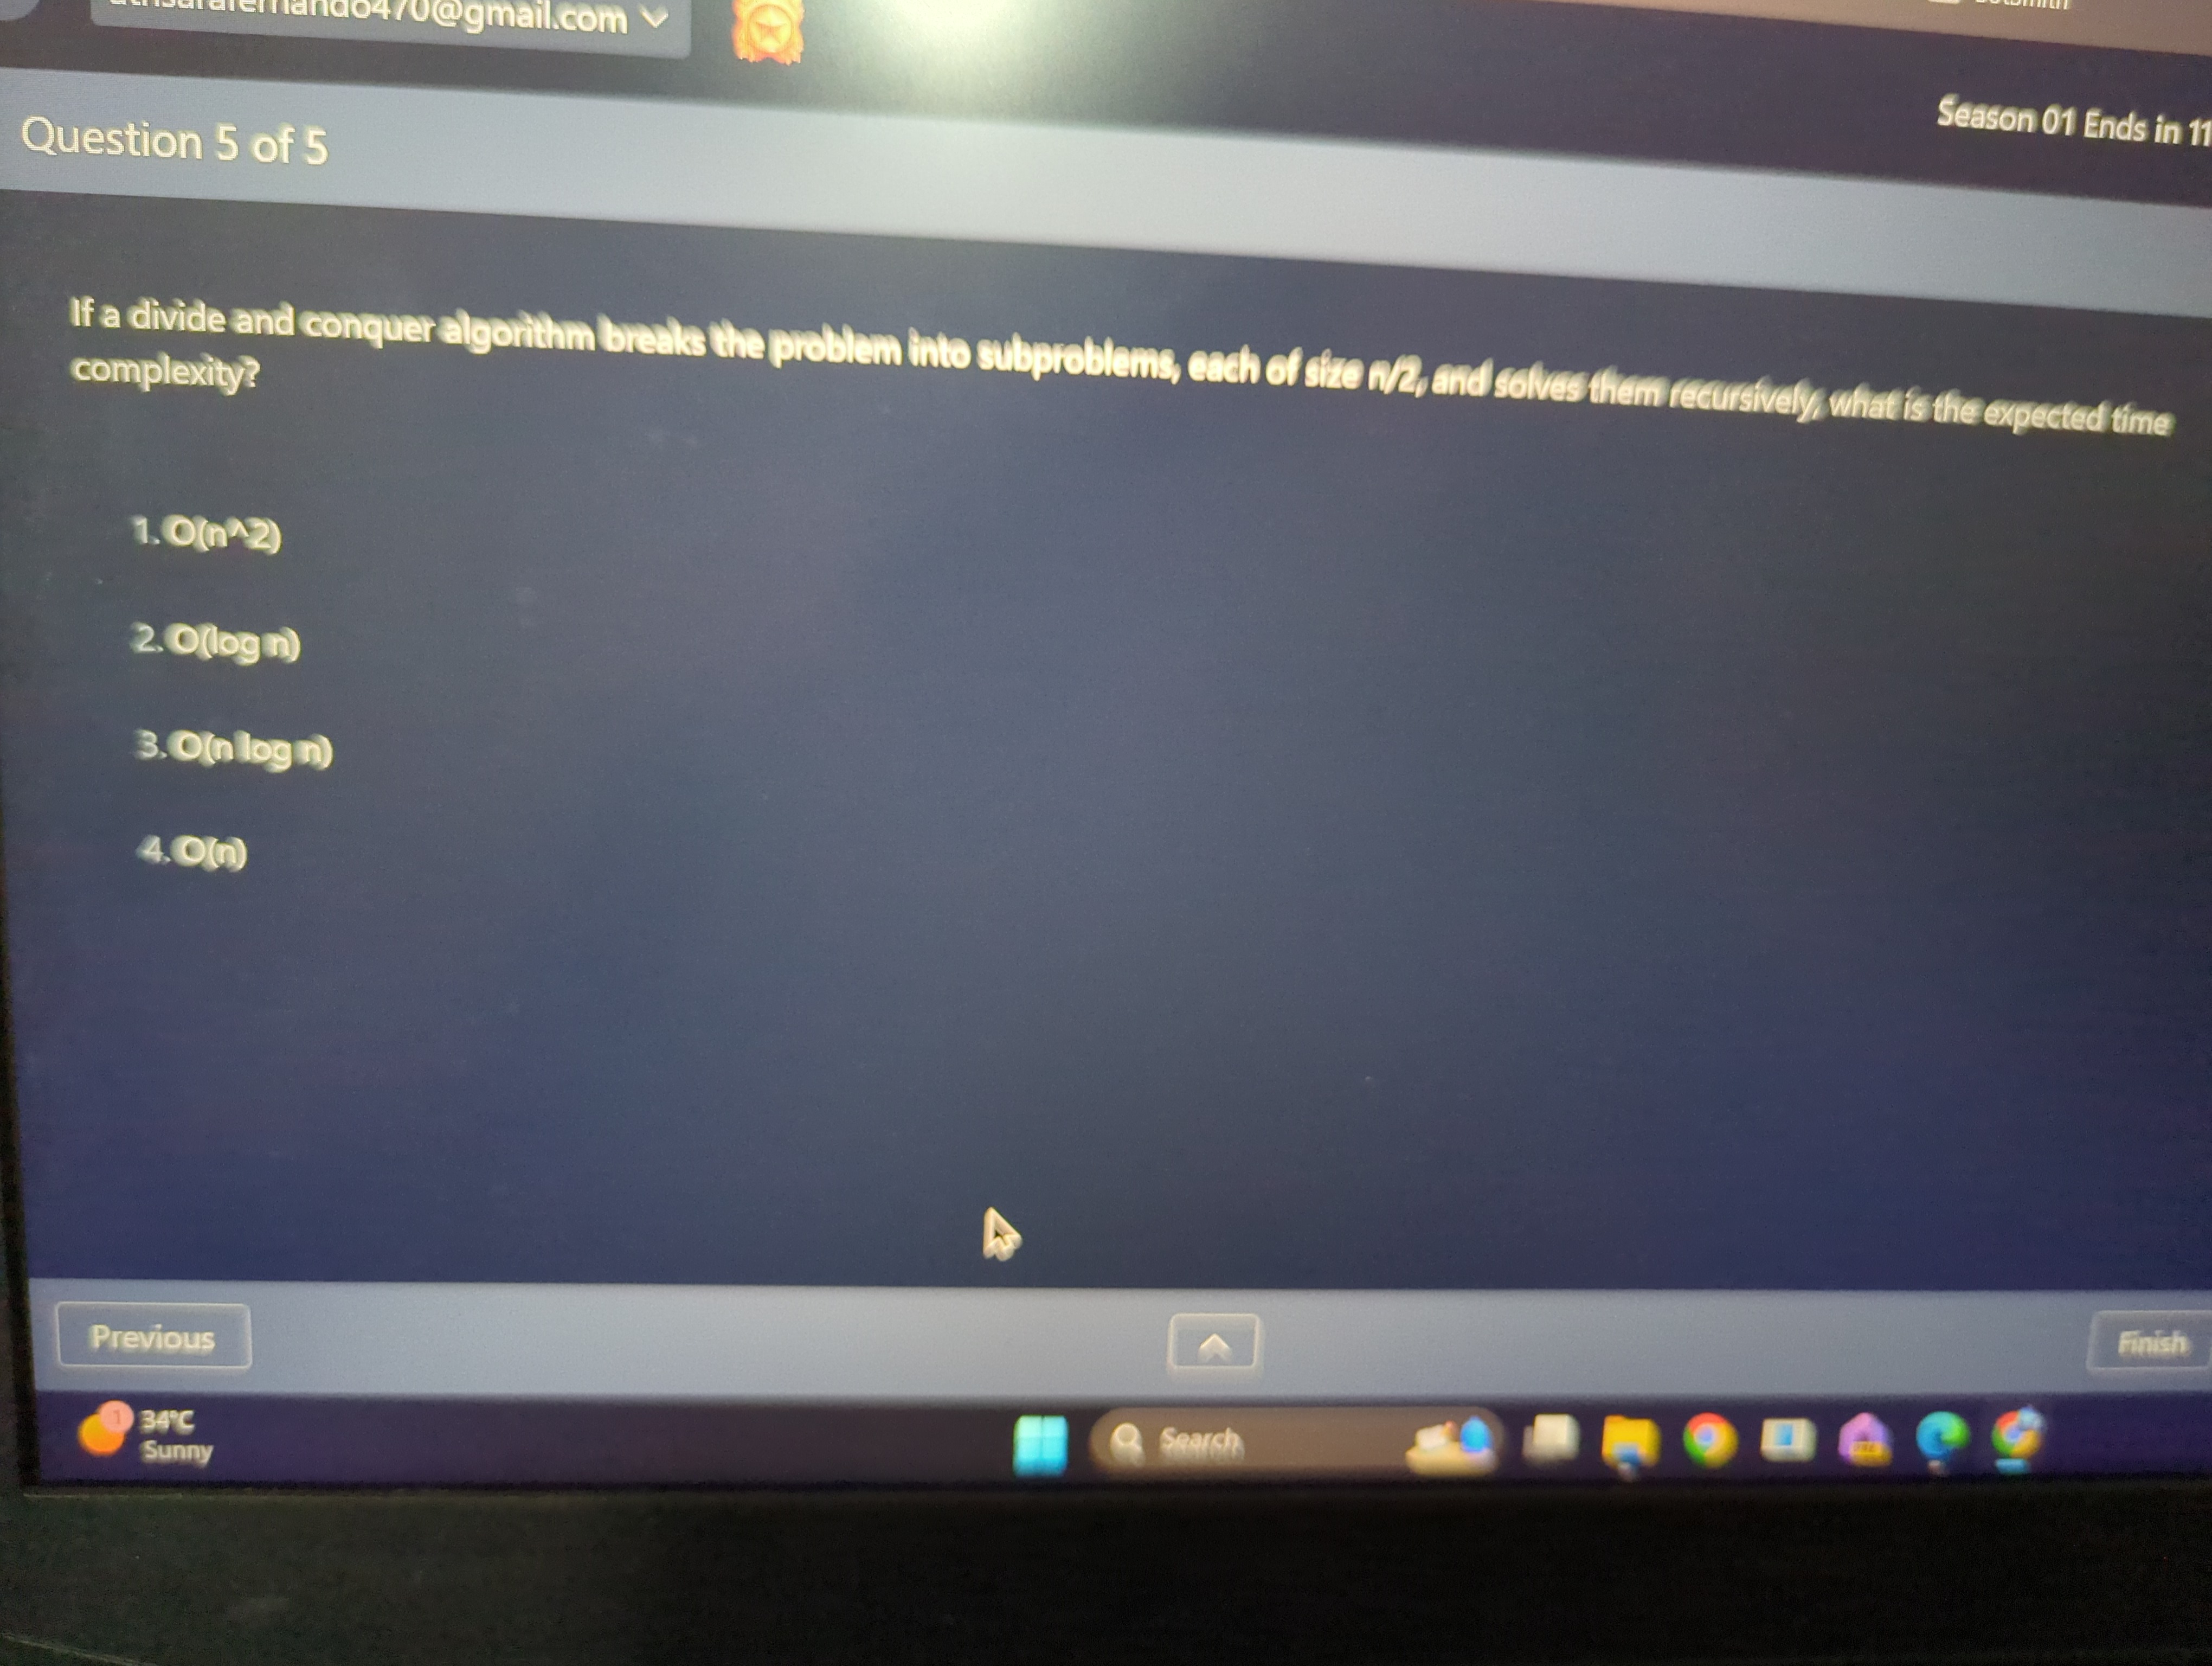 470@gmail.com
Season 01 Ends in 11
Question 5 of 5
If a divide and conquer algorithm breaks the problem into subproblems, each of size n/2, and solves them recursively, what is the expected time
complexity?
1. O(n^2)
2. O(log n)
3. O(n log n)
4. O(n)
Previous
Finish
1
34°C
Sunny
Search